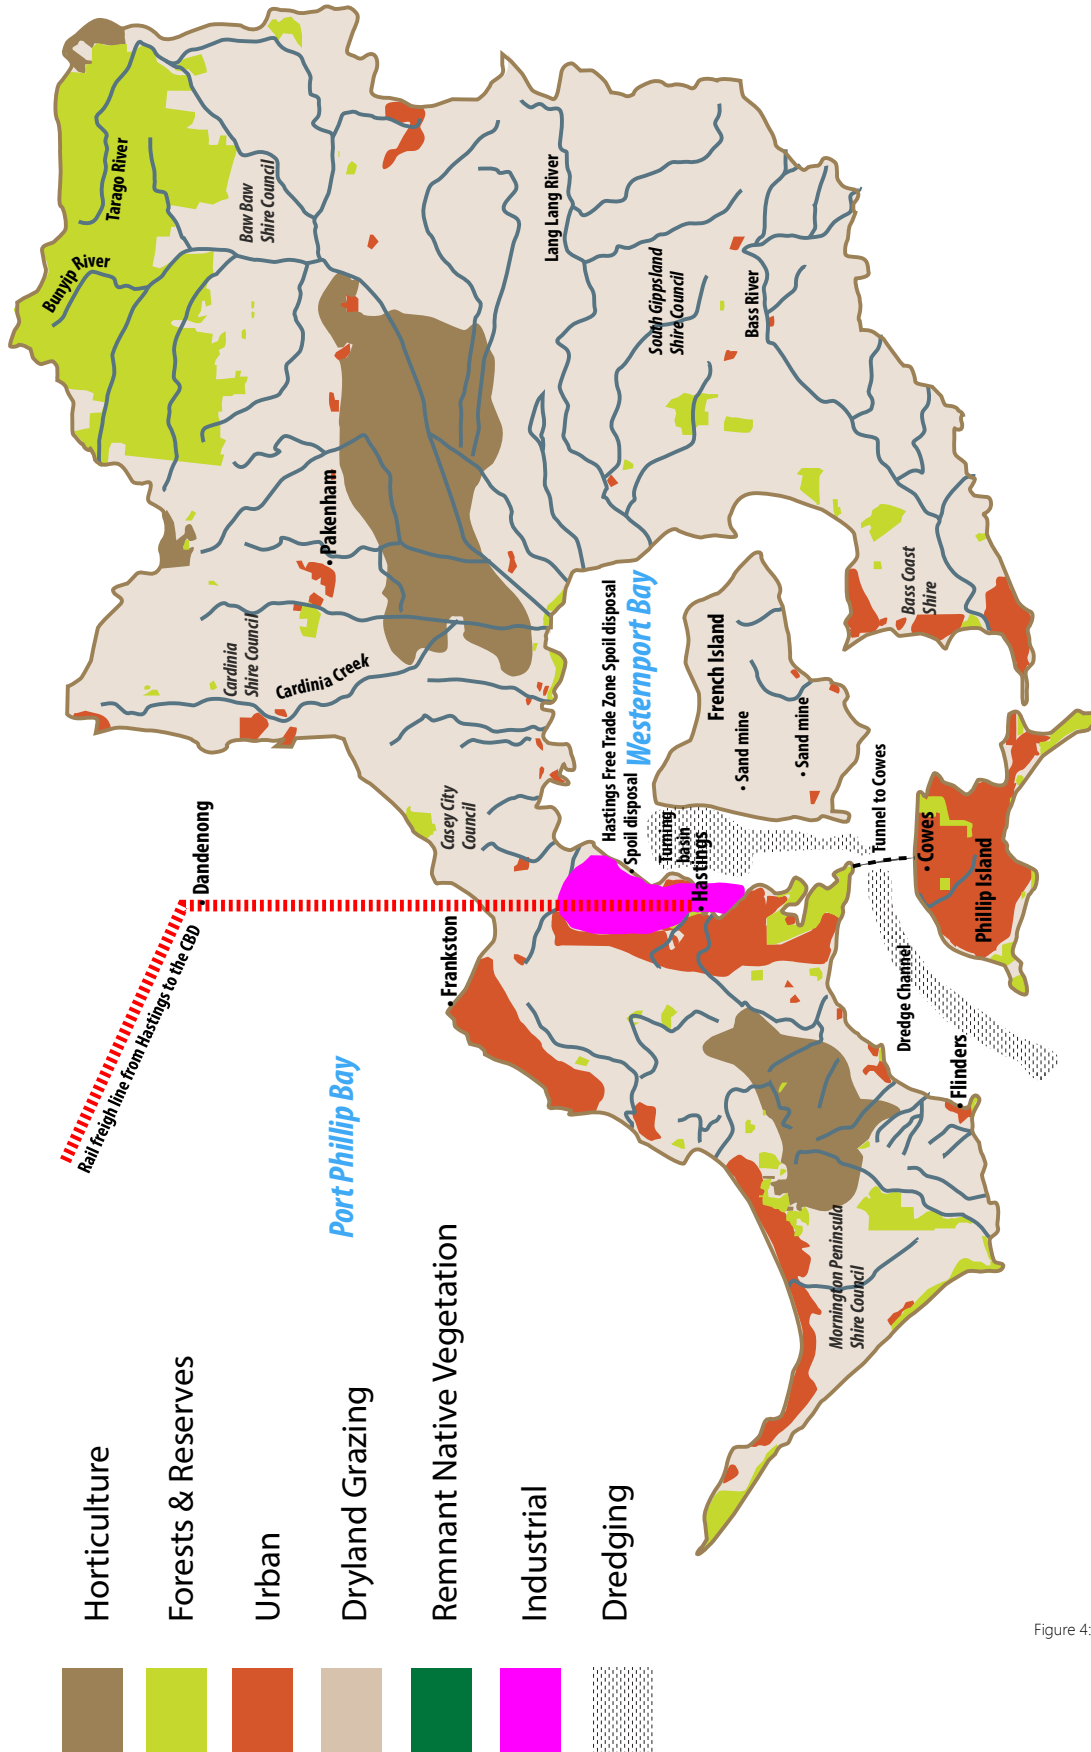 Horticulture
Forests & Reserves
Urban
Dryland Grazing
Remnant Native Vegetation
Industrial
Dredging
Rail freigh line from Hastings to the CBD
Dandenong
Port Phillip Bay
Frankston
Bunyip River
Tarago River
Baw Baw
Shire Council
Pakenham
Cardinia
Shire Council
Cardinia Creek
Casey City
Council
Lang Lang River
South Gippsland
Shire Council
Bass River
Bass Coast
Shire
Hastings Free Trade Zone Spoil disposal
Spoil disposal
Westernport Bay
Turning
basin
Hastings
French Island
Sand mine
Sand mine
Tunnel to Cowes
Cowes
Phillip Island
Dredge Channel
Flinders
Mornington Peninsula
Shire Council
Figure 4: